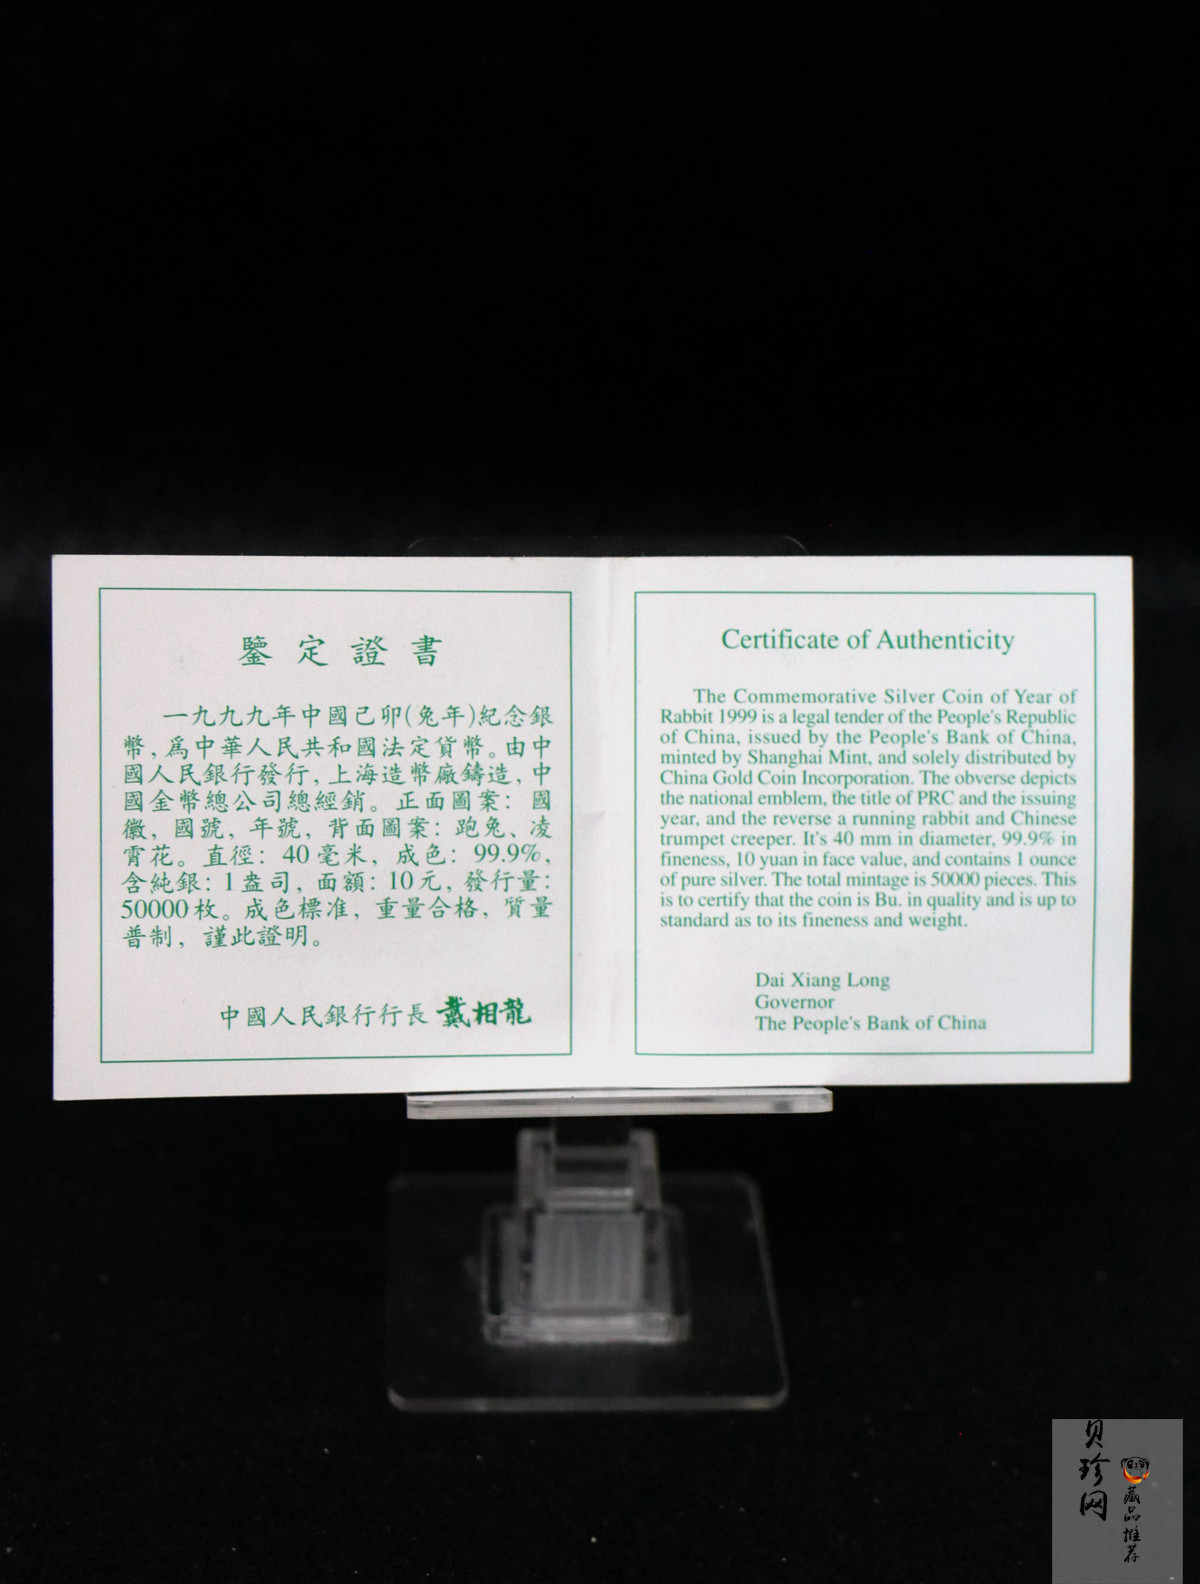 鑒定證書
一九九九年中國己卯(兔年)紀念銀
幣，爲中華人民共和國法定貨幣。由中
國人民銀行發行，上海造幣廠鑄造，中
國金幣總公司總經銷。正面圖案：國
徽，國號，年號，背面圖案：跑兔、凌
霄花。直徑：40毫米，成色：99.9%，
含純銀：1盎司，面額：10元，發行量：
50000枚。成色標准，重量合格，質量
普制，謹此證明。
中國人民銀行行長 戴相龍
Certificate of Authenticity
The Commemorative Silver Coin of Year of
Rabbit 1999 is a legal tender of the People's Republic
of China, issued by the People's Bank of China,
minted by Shanghai Mint, and solely distributed by
China Gold Coin Incorporation. The obverse depicts
the national emblem, the title of PRC and the issuing
year, and the reverse a running rabbit and Chinese
trumpet creeper. It's 40 mm in diameter, 99.9% in
fineness, 10 yuan in face value, and contains 1 ounce
of pure silver. The total mintage is 50000 pieces. This
is to certify that the coin is Bu. in quality and is up to
standard as to its fineness and weight.
Dai Xiang Long
Governor
The People's Bank of China
贝珍网
藏品推荐